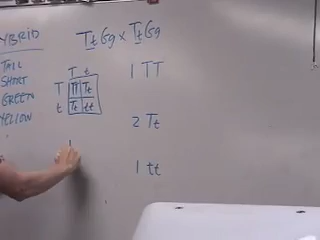 YBRID
TtGg x TtGg
TALL
SHORT
GREEN
YELLOW
T t
T TT Tt
t Tt tt
1 TT
2 Tt
1 tt